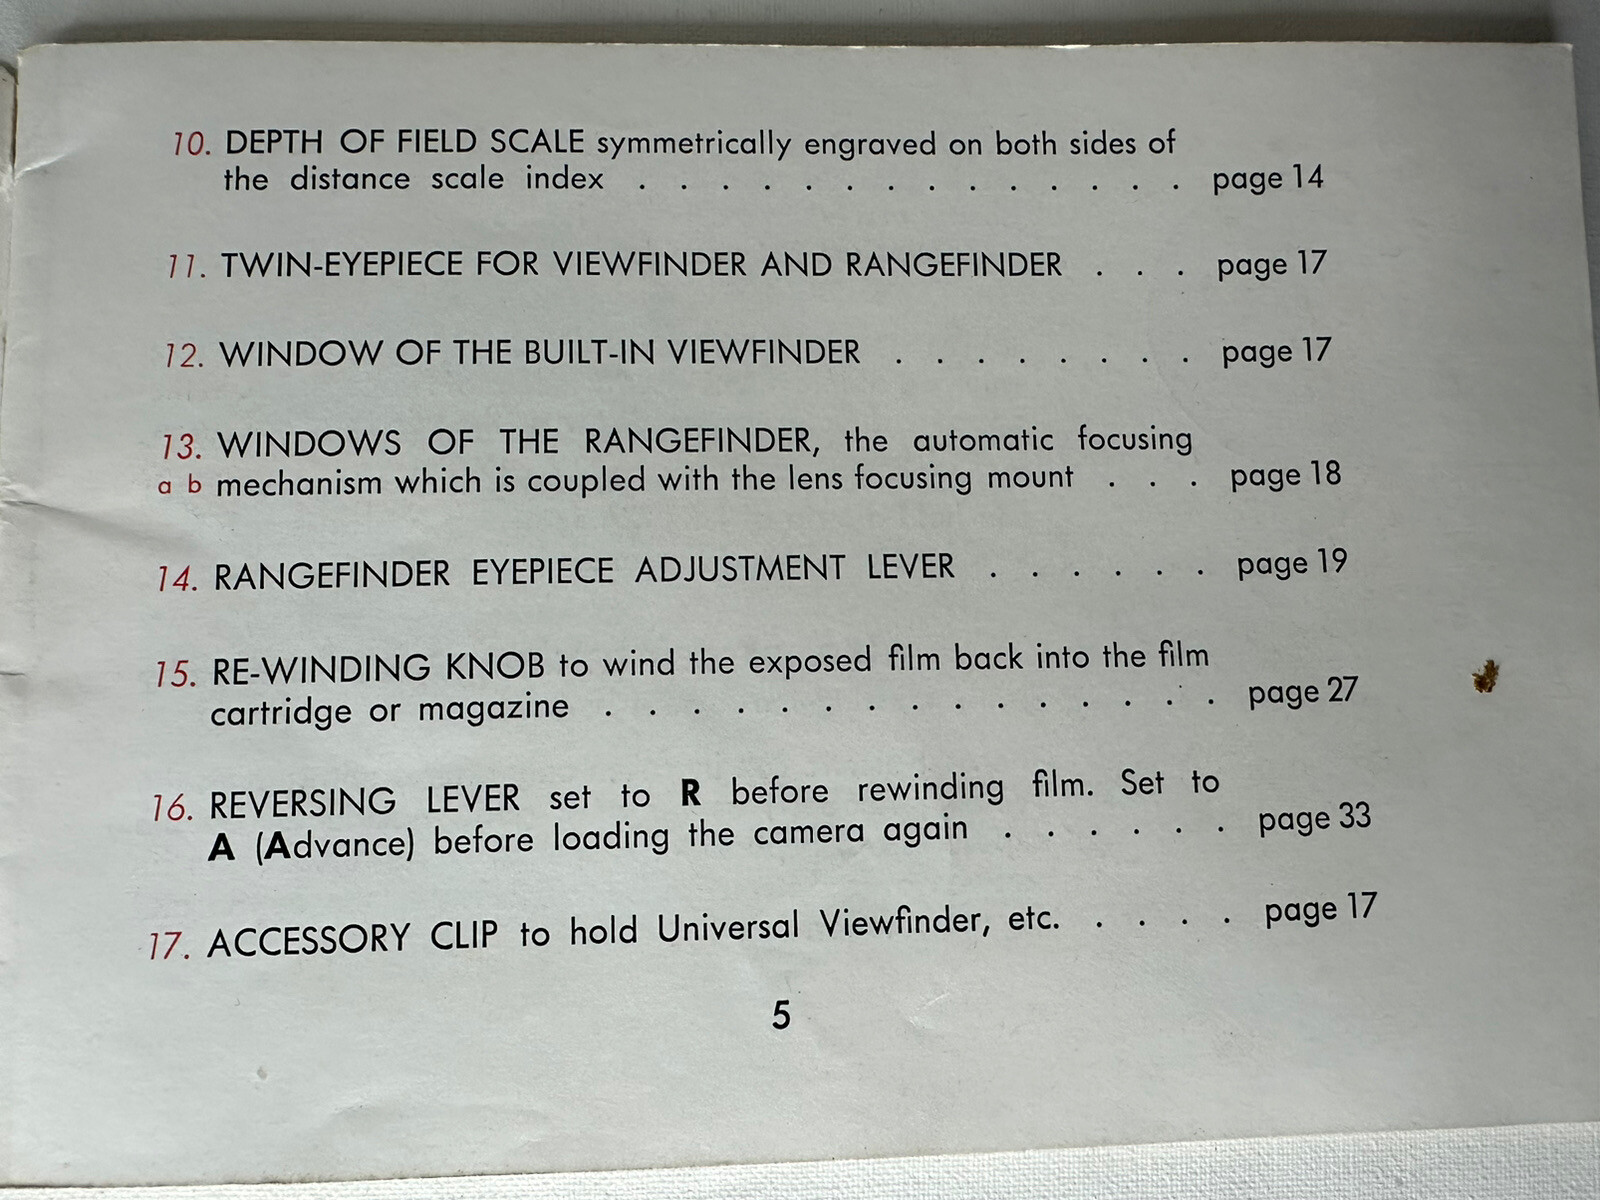 10. DEPTH OF FIELD SCALE symmetrically engraved on both sides of
the distance scale index . . . . . . . . . . . . . . page 14
11. TWIN-EYEPIECE FOR VIEWFINDER AND RANGEFINDER . . . page 17
12. WINDOW OF THE BUILT-IN VIEWFINDER . . . . . . . . page 17
13. WINDOWS OF THE RANGEFINDER, the automatic focusing
a b mechanism which is coupled with the lens focusing mount . . . page 18
14. RANGEFINDER EYEPIECE ADJUSTMENT LEVER . . . . . . page 19
15. RE-WINDING KNOB to wind the exposed film back into the film
cartridge or magazine . . . . . . . . . . . . . . . page 27
16. REVERSING LEVER set to R before rewinding film. Set to
A (Advance) before loading the camera again . . . . . . page 33
17. ACCESSORY CLIP to hold Universal Viewfinder, etc. . . . . page 17
5